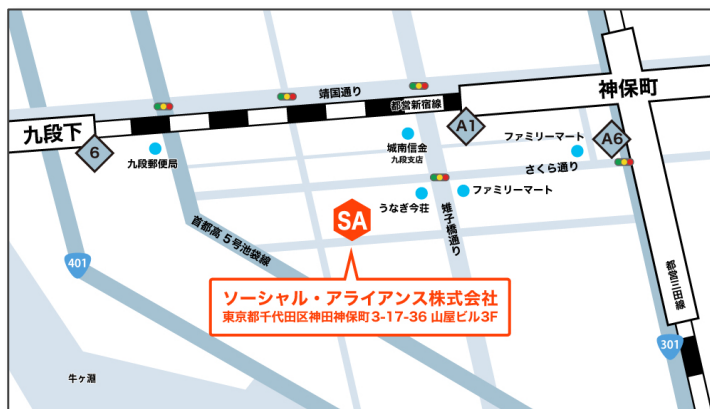 靖国通り
都営新宿線
神保町
九段下
6
九段郵便局
A1
城南信金
九段支店
ファミリーマート
A6
さくら通り
うなぎ今荘
ファミリーマート
雉子橋通り
SA
首都高 5号池袋線
401
ソーシャル・アライアンス株式会社
東京都千代田区神田神保町3-17-36 山屋ビル3F
都営三田線
301
牛ヶ淵